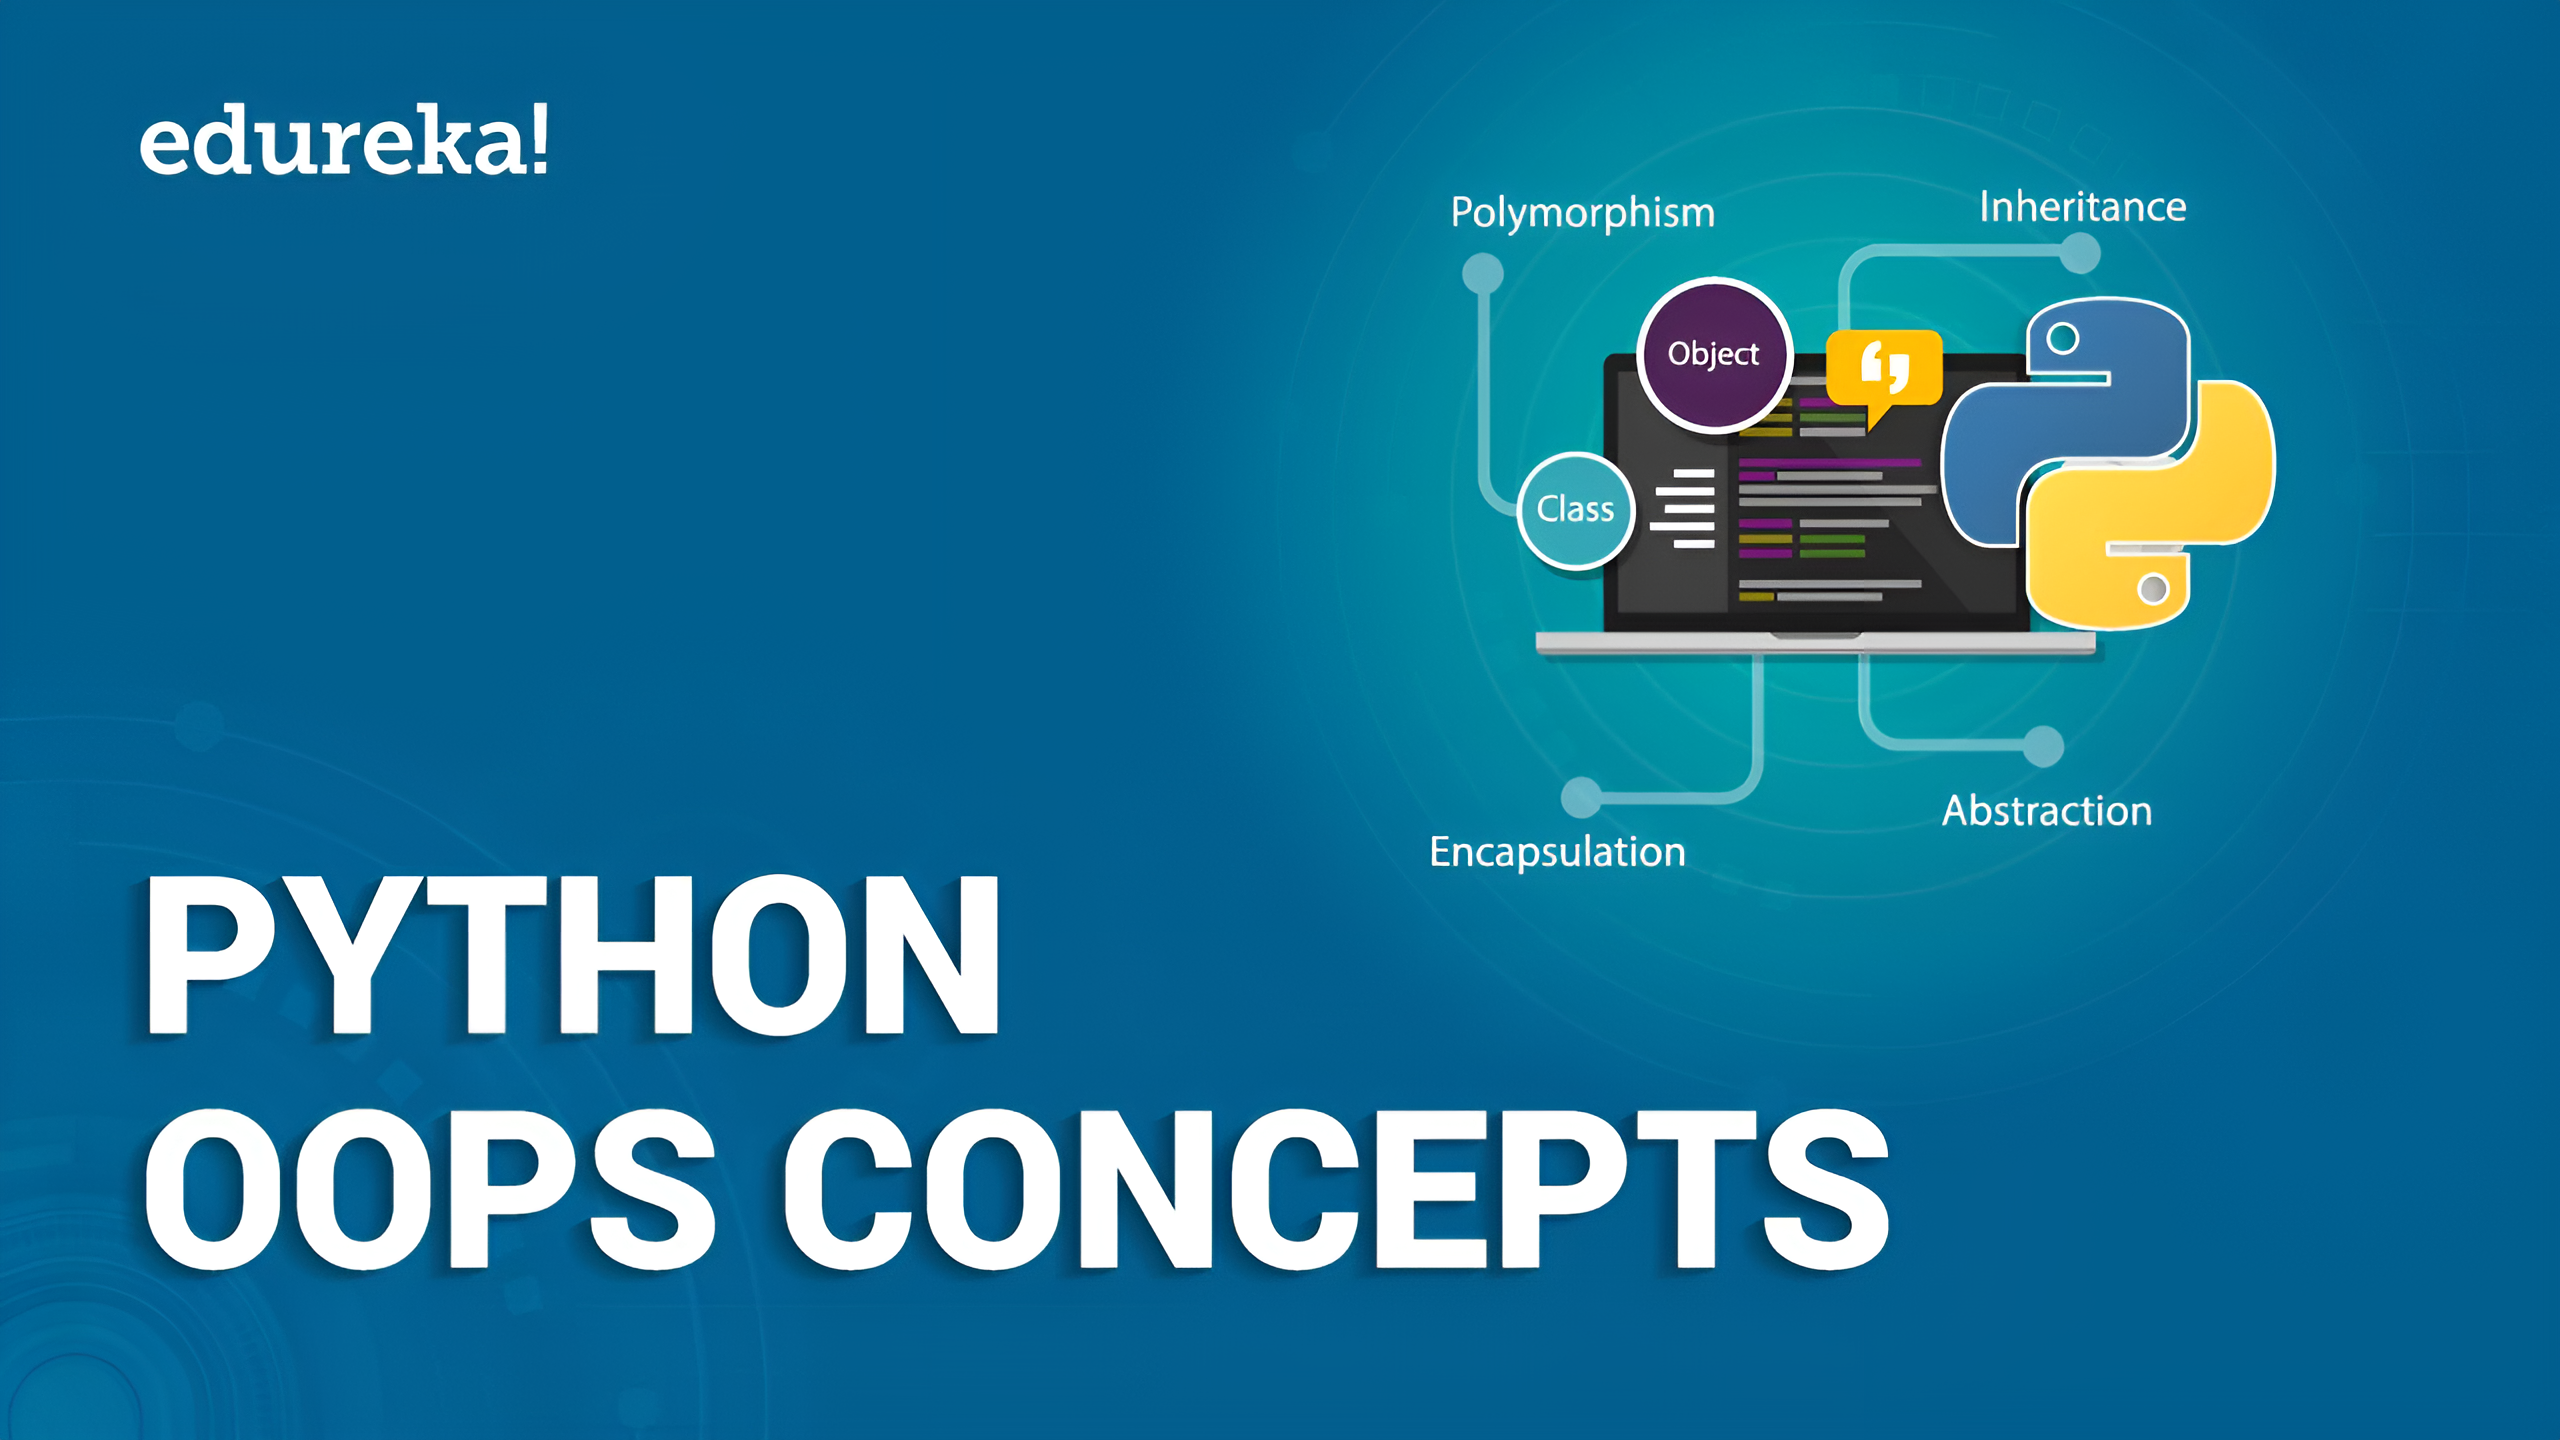 edureka!
Polymorphism
Inheritance
Object
Class
Abstraction
Encapsulation
PYTHON
OOPS CONCEPTS